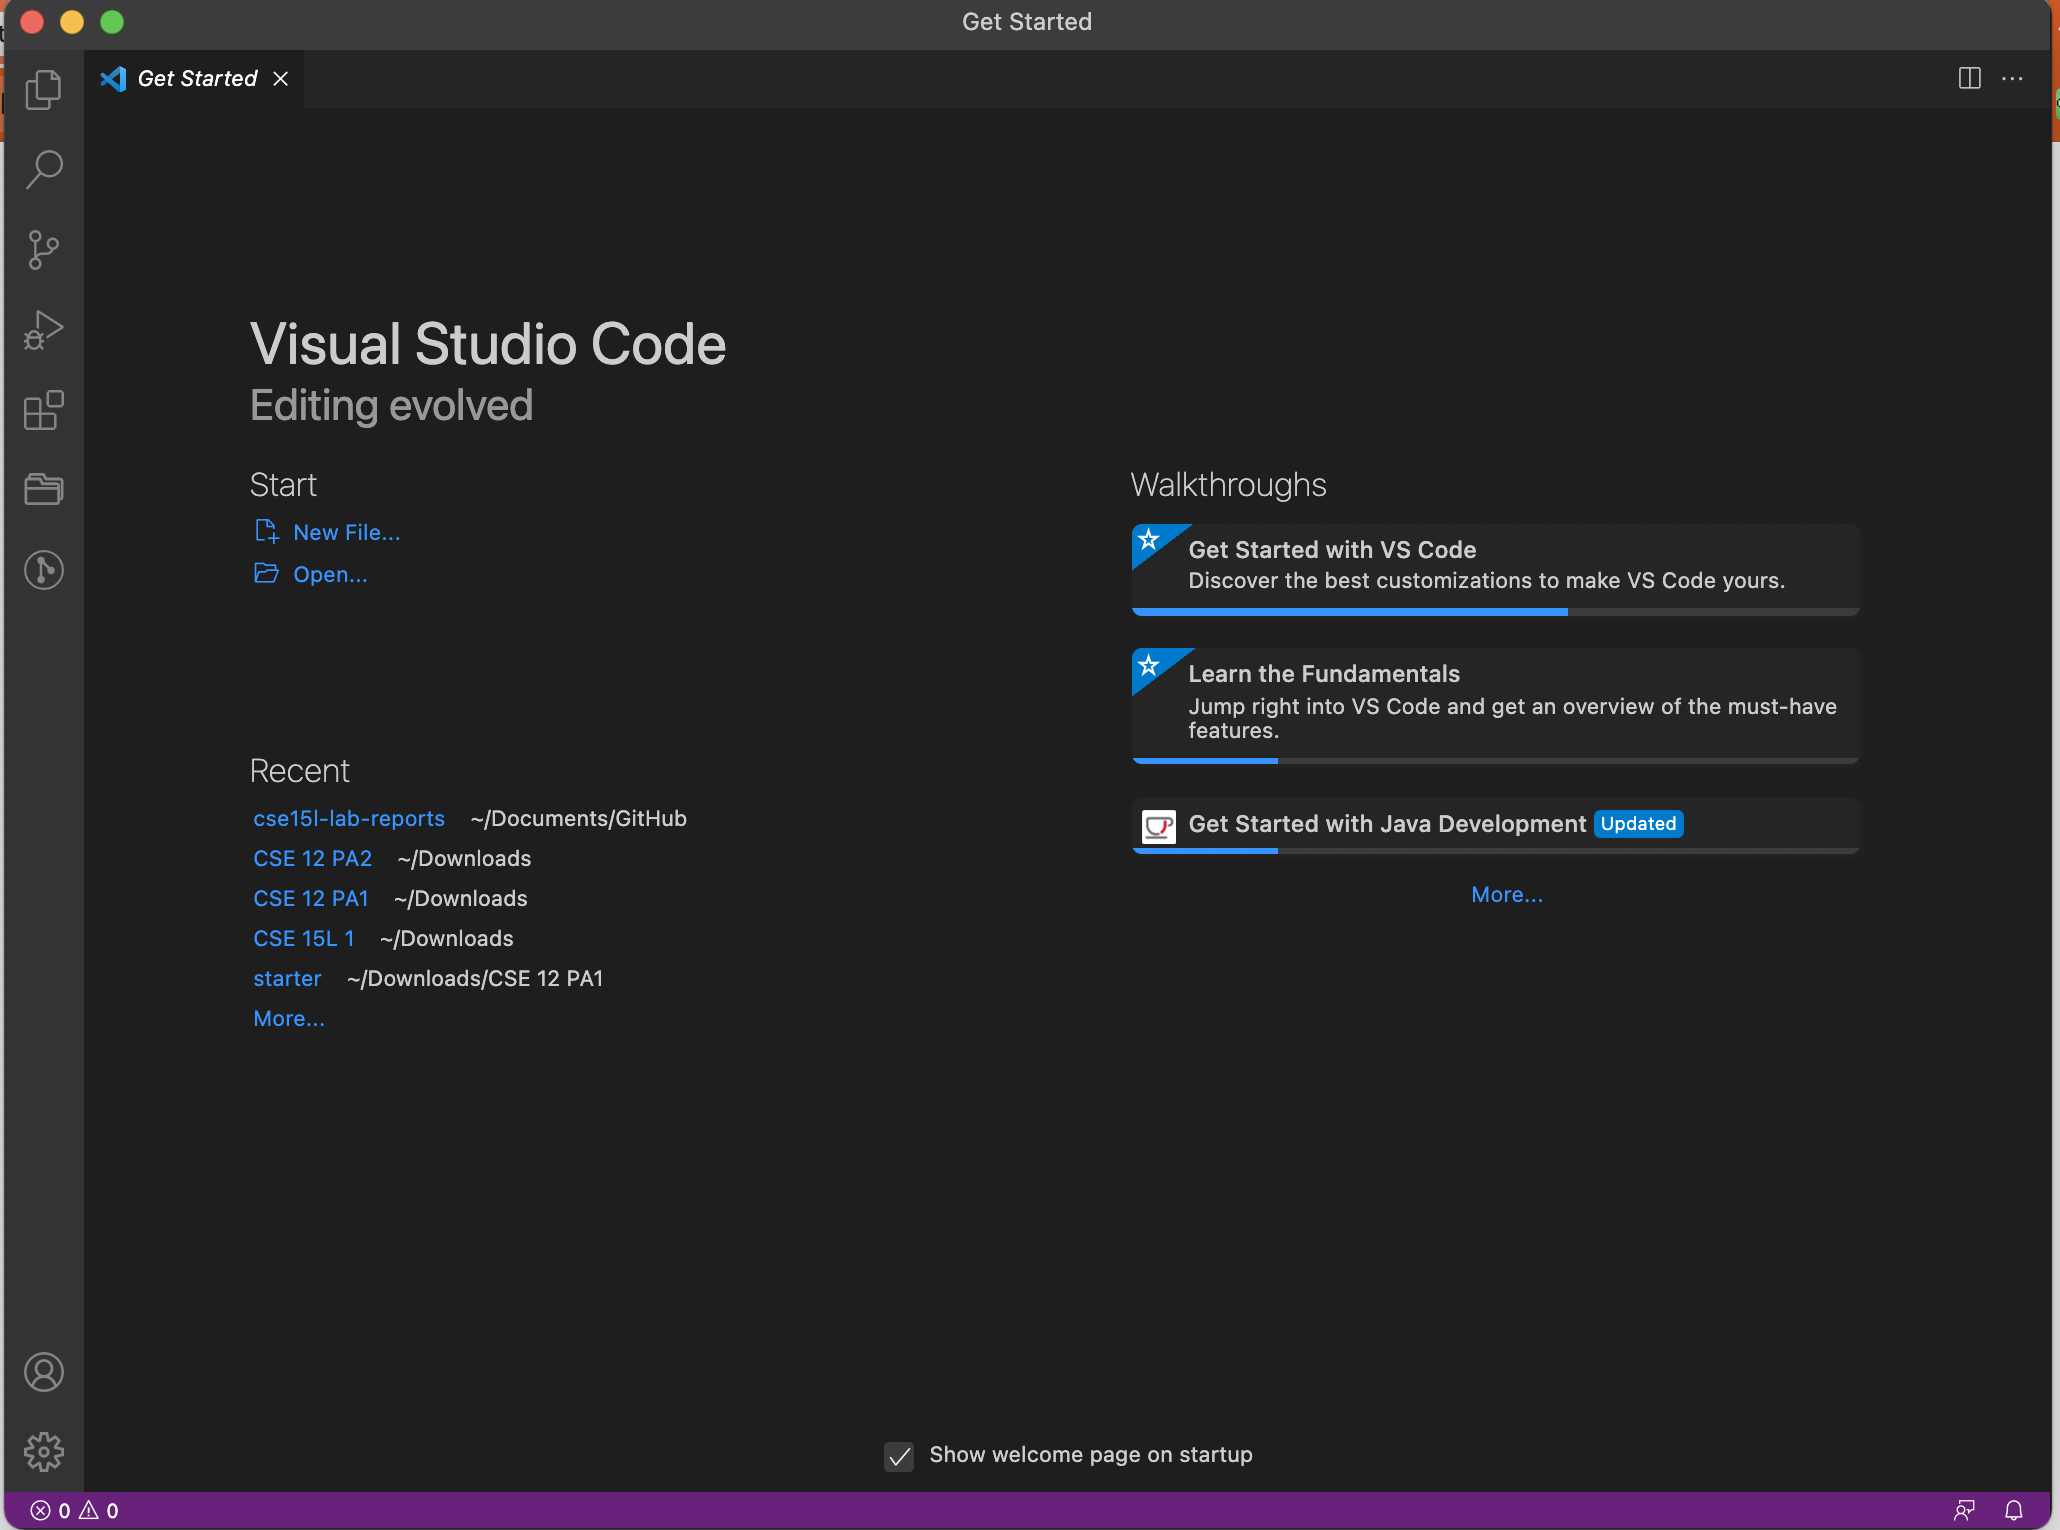 Get Started
Get Started
Visual Studio Code
Editing evolved
Start
New File...
Open...
Recent
cse15l-lab-reports ~/Documents/GitHub
CSE 12 PA2 ~/Downloads
CSE 12 PA1 ~/Downloads
CSE 15L 1 ~/Downloads
starter ~/Downloads/CSE 12 PA1
More...
Walkthroughs
Get Started with VS Code
Discover the best customizations to make VS Code yours.
Learn the Fundamentals
Jump right into VS Code and get an overview of the must-have
features.
Get Started with Java Development Updated
More...
Show welcome page on startup
0 0